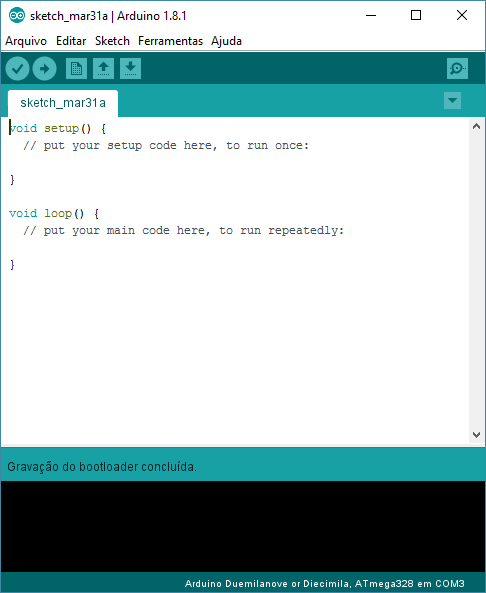 sketch_mar31a | Arduino 1.8.1
Arquivo Editar Sketch Ferramentas Ajuda
sketch_mar31a
void setup() {
  // put your setup code here, to run once:
}
void loop() {
  // put your main code here, to run repeatedly:
}
Gravação do bootloader concluída.
Arduino Duemilanove or Diecimila, ATmega328 em COM3